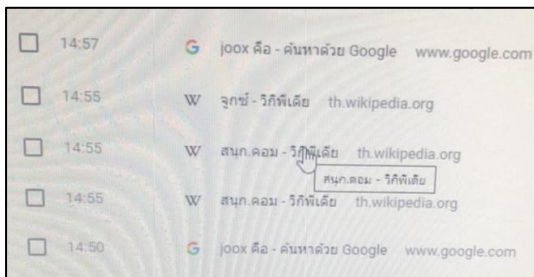 14:57 G joox คือ - ค้นหาด้วย Google www.google.com
14:55 W จูกซ์ - วิกิพีเดีย th.wikipedia.org
14:55 W สนุก.คอม - วิกิพีเดีย th.wikipedia.org
สนุก.คอม - วิกิพีเดีย
14:55 W สนุก.คอม - วิกิพีเดีย th.wikipedia.org
14:50 G joox คือ - ค้นหาด้วย Google www.google.com